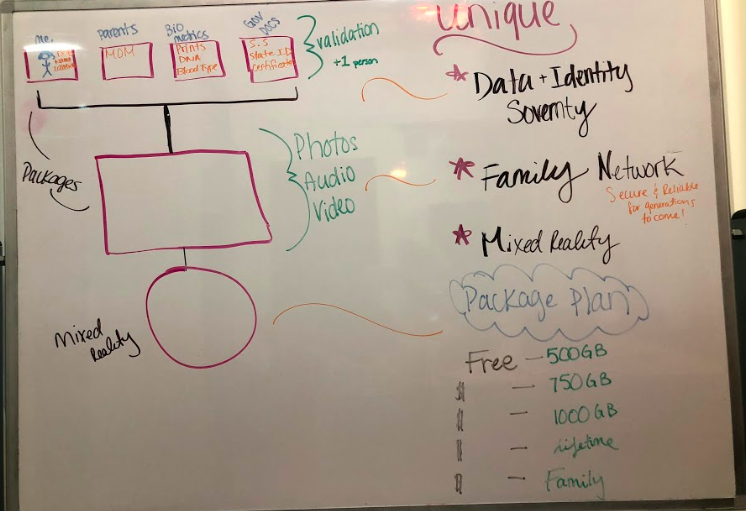 me.
Parents
Bio
metrics
Gov
Docs
MOM
Prints
DNA
Blood Type
S.S
State ID
Certificate
validation
+1 person
Packages
Photos
Audio
Video
Mixed
Reality
unique
* Data + Identity
Sovernty
* Family Network
Secure & Reliable
for generations
to come!
* Mixed Reality
Package Plan
Free — 500GB
— 750GB
— 1000GB
— Lifetime
— Family